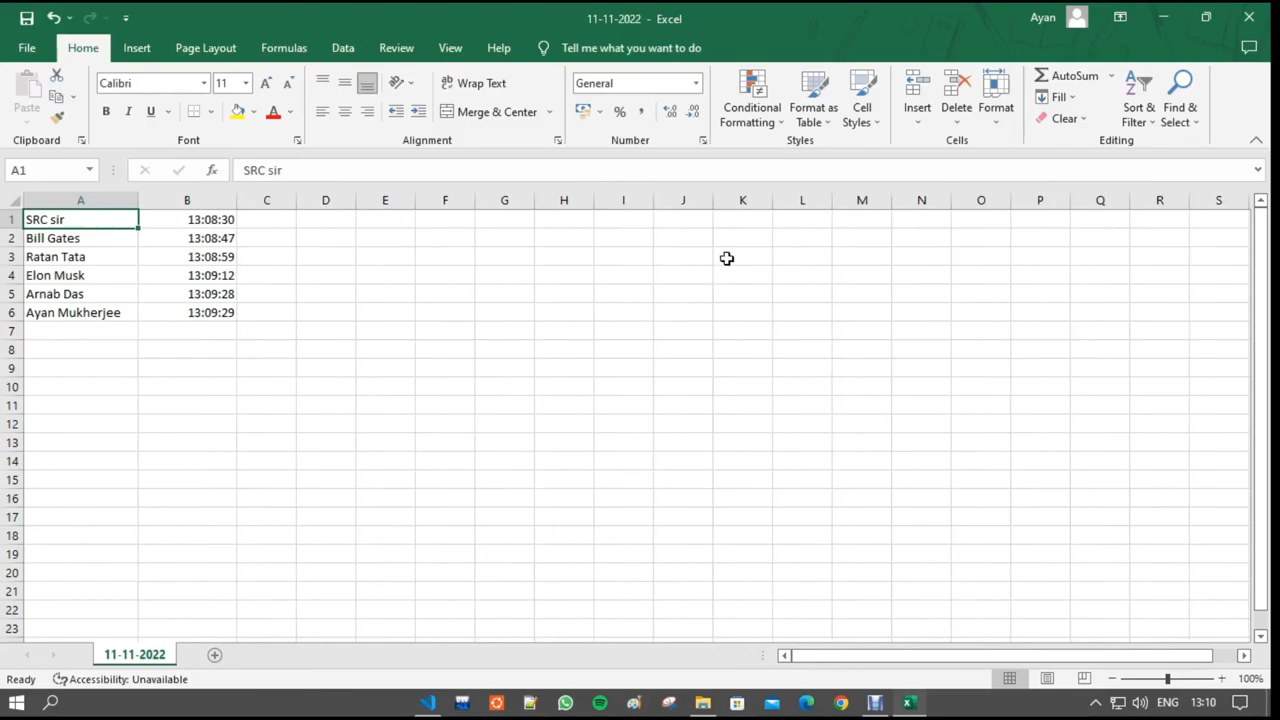 11-11-2022 - Excel
Ayan
File Home Insert Page Layout Formulas Data Review View Help Tell me what you want to do
Paste
Clipboard
Calibri 11
B I U
Font
Wrap Text
Merge & Center
Alignment
General
% ,
Number
Conditional Formatting
Format as Table
Cell Styles
Styles
Insert Delete Format
Cells
AutoSum
Fill
Clear
Sort & Filter
Find & Select
Editing
A1 fx SRC sir
A B C D E F G H I J K L M N O P Q R S
1 SRC sir 13:08:30
2 Bill Gates 13:08:47
3 Ratan Tata 13:08:59
4 Elon Musk 13:09:12
5 Arnab Das 13:09:28
6 Ayan Mukherjee 13:09:29
7
8
9
10
11
12
13
14
15
16
17
18
19
20
21
22
23
11-11-2022
Ready Accessibility: Unavailable 100%
ENG 13:10